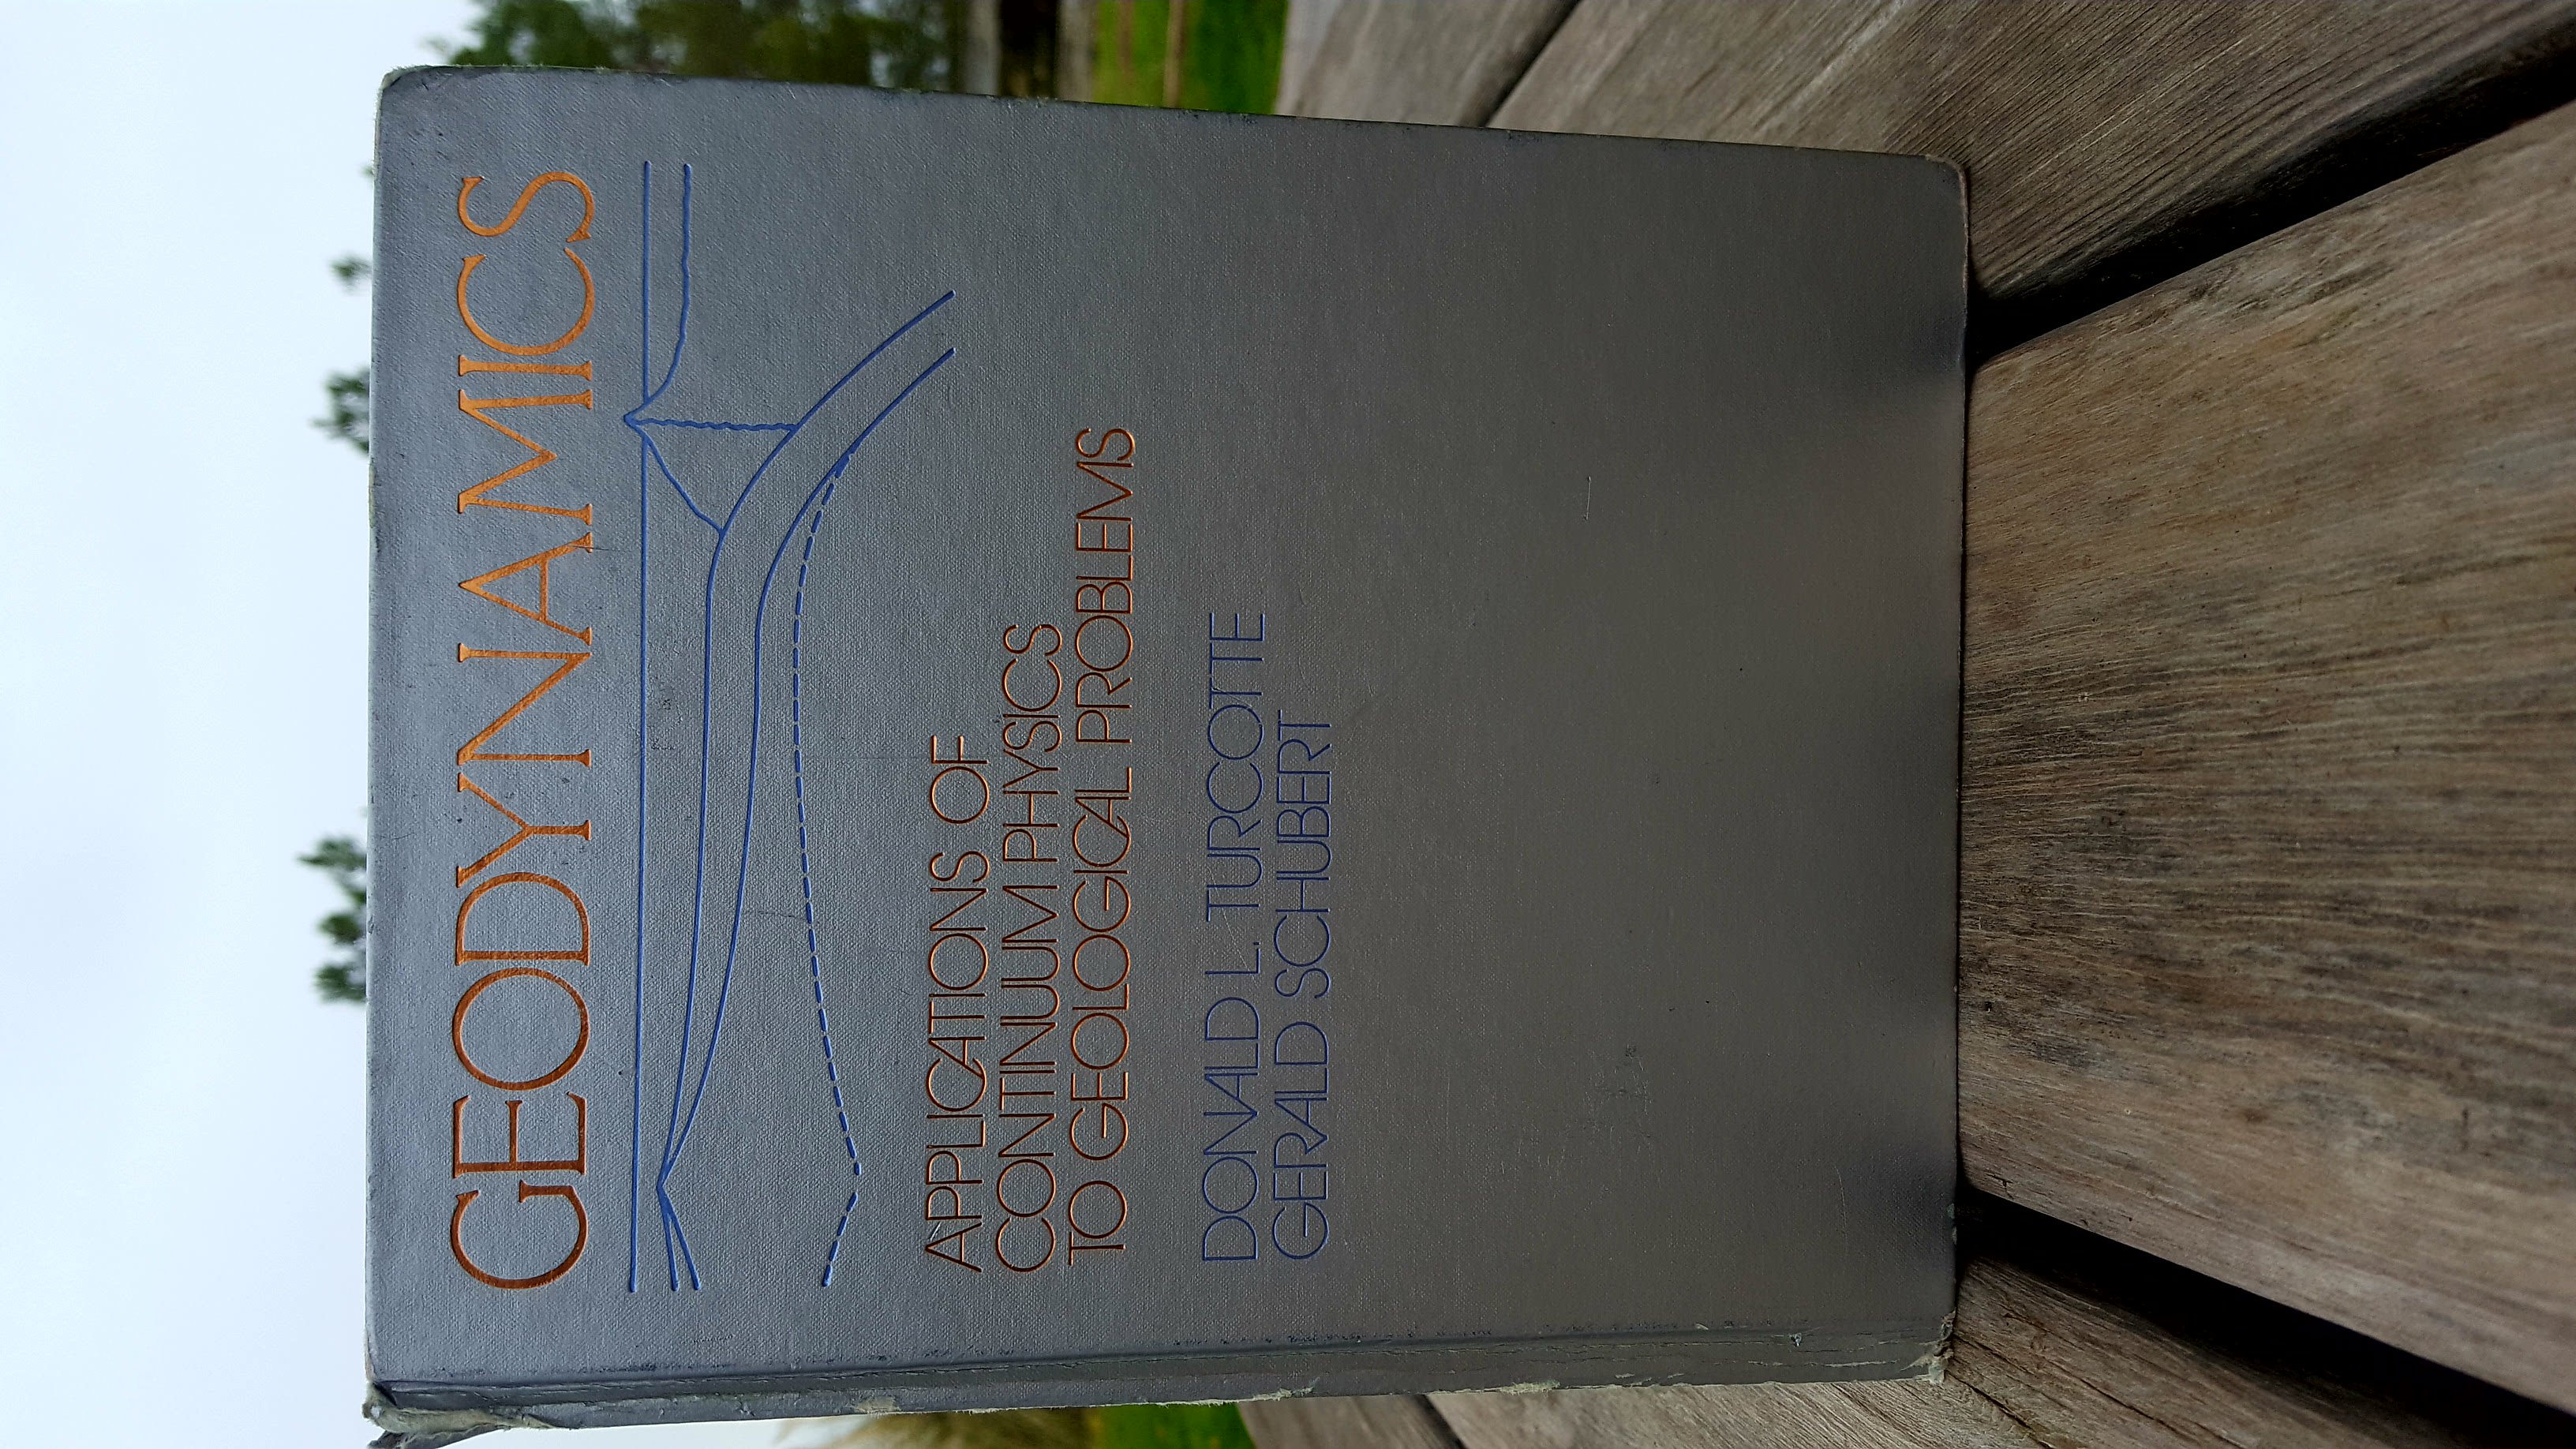 GEODYNAMICS
APPLICATIONS OF
CONTINUUM PHYSICS
TO GEOLOGICAL PROBLEMS
DONALD L. TURCOTTE
GERALD SCHUBERT